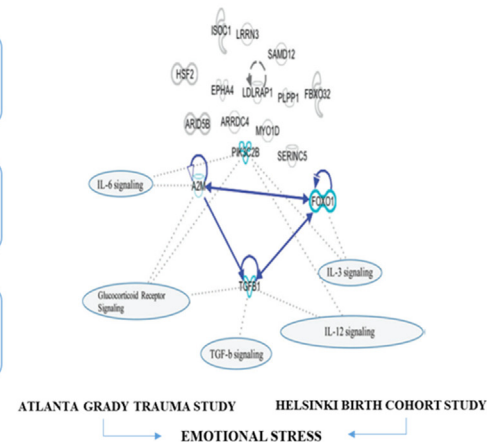 ISOC1
LRRN3
SAMD12
HSF2
EPHA4
LDLRAP1
PLPP1
FBXO32
ARID5B
ARRDC4
MYO1D
PIK3C2B
SERINC5
IL-6 signaling
A2M
FOXO1
IL-3 signaling
TGFB1
Glucocorticoid Receptor
Signaling
IL-12 signaling
TGF-b signaling
ATLANTA GRADY TRAUMA STUDY
HELSINKI BIRTH COHORT STUDY
EMOTIONAL STRESS